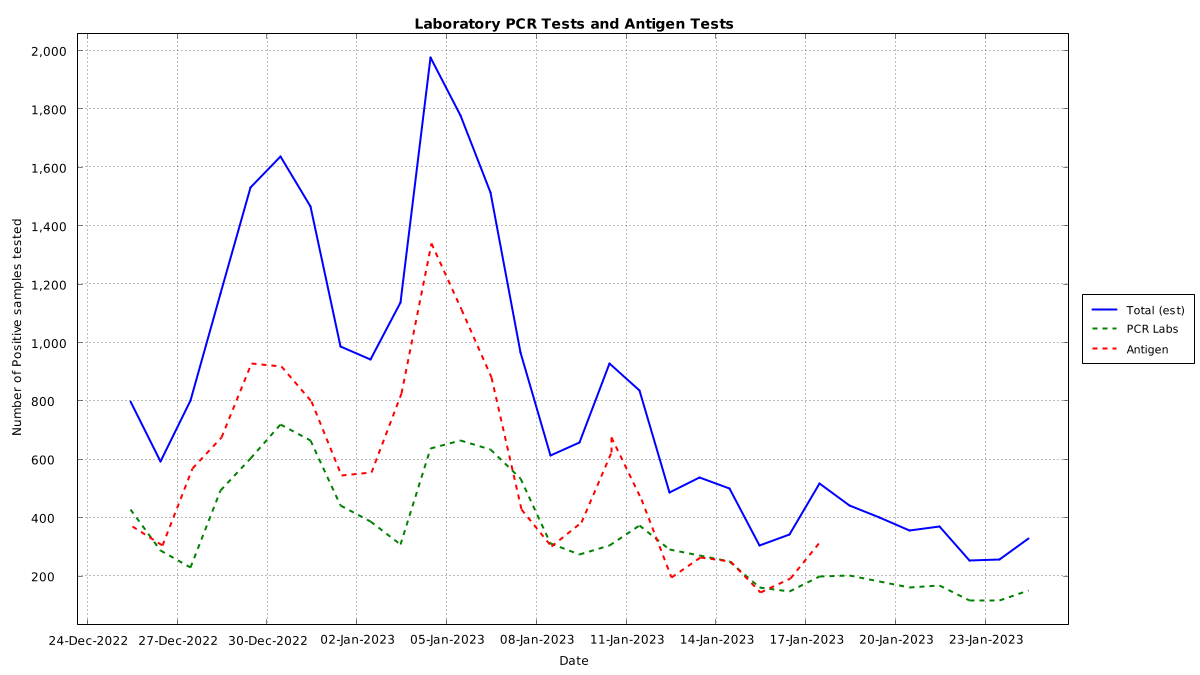 Laboratory PCR Tests and Antigen Tests
2,000
1,800
1,600
1,400
1,200
1,000
800
600
400
200
Number of Positive samples tested
24-Dec-2022 27-Dec-2022 30-Dec-2022 02-Jan-2023 05-Jan-2023 08-Jan-2023 11-Jan-2023 14-Jan-2023 17-Jan-2023 20-Jan-2023 23-Jan-2023
Date
Total (est)
PCR Labs
Antigen